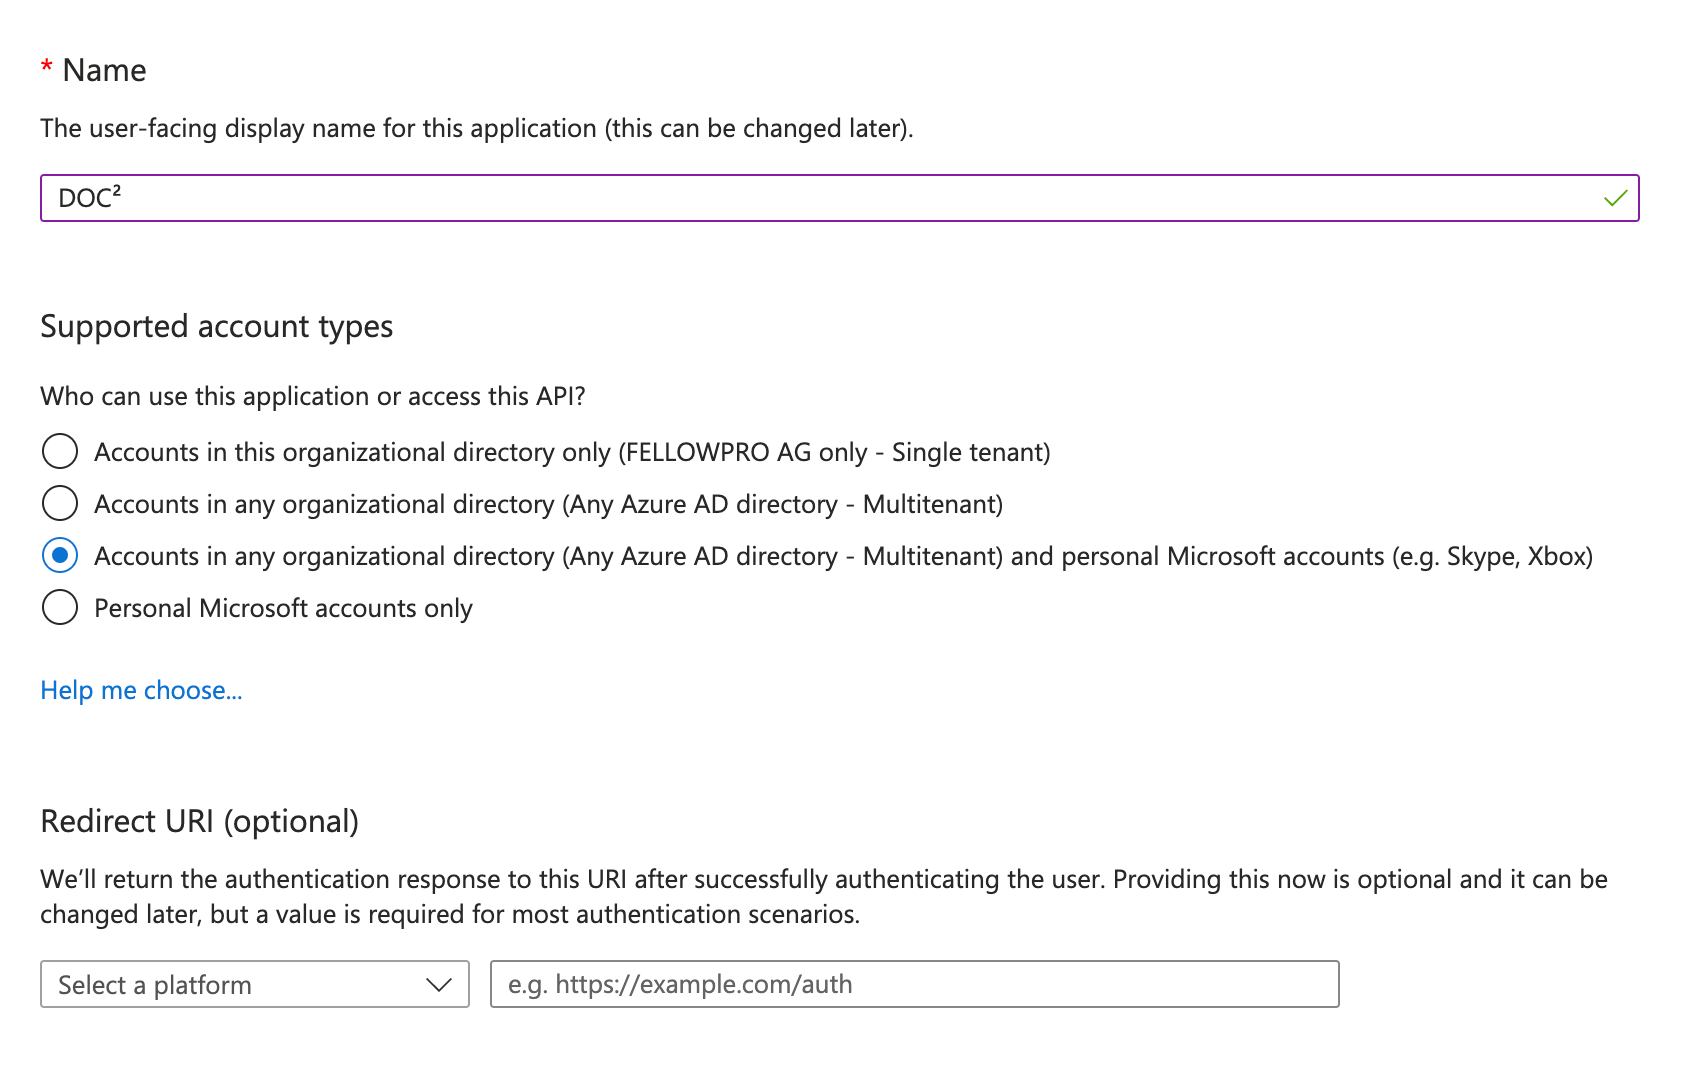 * Name
The user-facing display name for this application (this can be changed later).
DOC²
Supported account types
Who can use this application or access this API?
Accounts in this organizational directory only (FELLOWPRO AG only - Single tenant)
Accounts in any organizational directory (Any Azure AD directory - Multitenant)
Accounts in any organizational directory (Any Azure AD directory - Multitenant) and personal Microsoft accounts (e.g. Skype, Xbox)
Personal Microsoft accounts only
Help me choose...
Redirect URI (optional)
We’ll return the authentication response to this URI after successfully authenticating the user. Providing this now is optional and it can be
changed later, but a value is required for most authentication scenarios.
Select a platform
e.g. https://example.com/auth